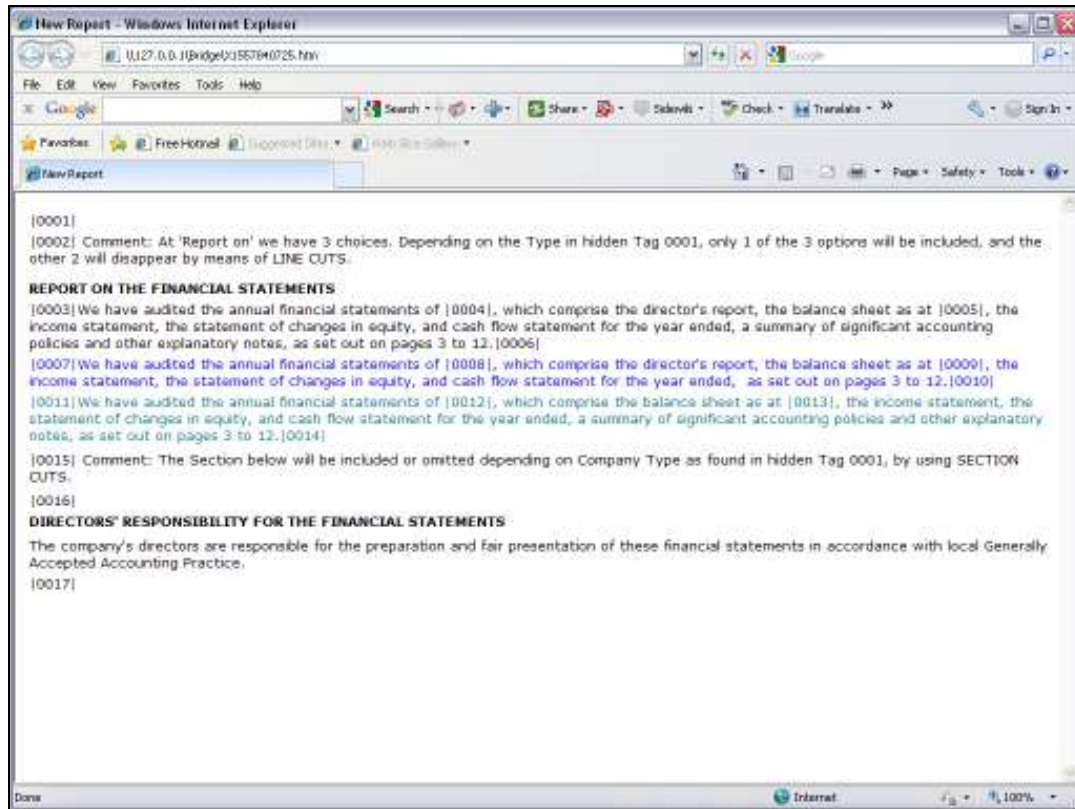 New Report - Windows Internet Explorer
Google
File Edit View Favorites Tools Help
Google Search Share Sidewiki Check Translate Sign In
Favorites Free Hotmail Suggested Sites Web Slice Gallery
New Report Page Safety Tools
|0001|
|0002| Comment: At 'Report on' we have 3 choices. Depending on the Type in hidden Tag 0001, only 1 of the 3 options will be included, and the
other 2 will disappear by means of LINE CUTS.
REPORT ON THE FINANCIAL STATEMENTS
|0003|We have audited the annual financial statements of |0004|, which comprise the director's report, the balance sheet as at |0005|, the
income statement, the statement of changes in equity, and cash flow statement for the year ended, a summary of significant accounting
policies and other explanatory notes, as set out on pages 3 to 12.|0006|
|0007|We have audited the annual financial statements of |0008|, which comprise the director's report, the balance sheet as at |0009|, the
income statement, the statement of changes in equity, and cash flow statement for the year ended, as set out on pages 3 to 12.|0010|
|0011|We have audited the annual financial statements of |0012|, which comprise the balance sheet as at |0013|, the income statement, the
statement of changes in equity, and cash flow statement for the year ended, a summary of significant accounting policies and other explanatory
notes, as set out on pages 3 to 12.|0014|
|0015| Comment: The Section below will be included or omitted depending on Company Type as found in hidden Tag 0001, by using SECTION
CUTS.
|0016|
DIRECTORS' RESPONSIBILITY FOR THE FINANCIAL STATEMENTS
The company's directors are responsible for the preparation and fair presentation of these financial statements in accordance with local Generally
Accepted Accounting Practice.
|0017|
Done Internet 100%